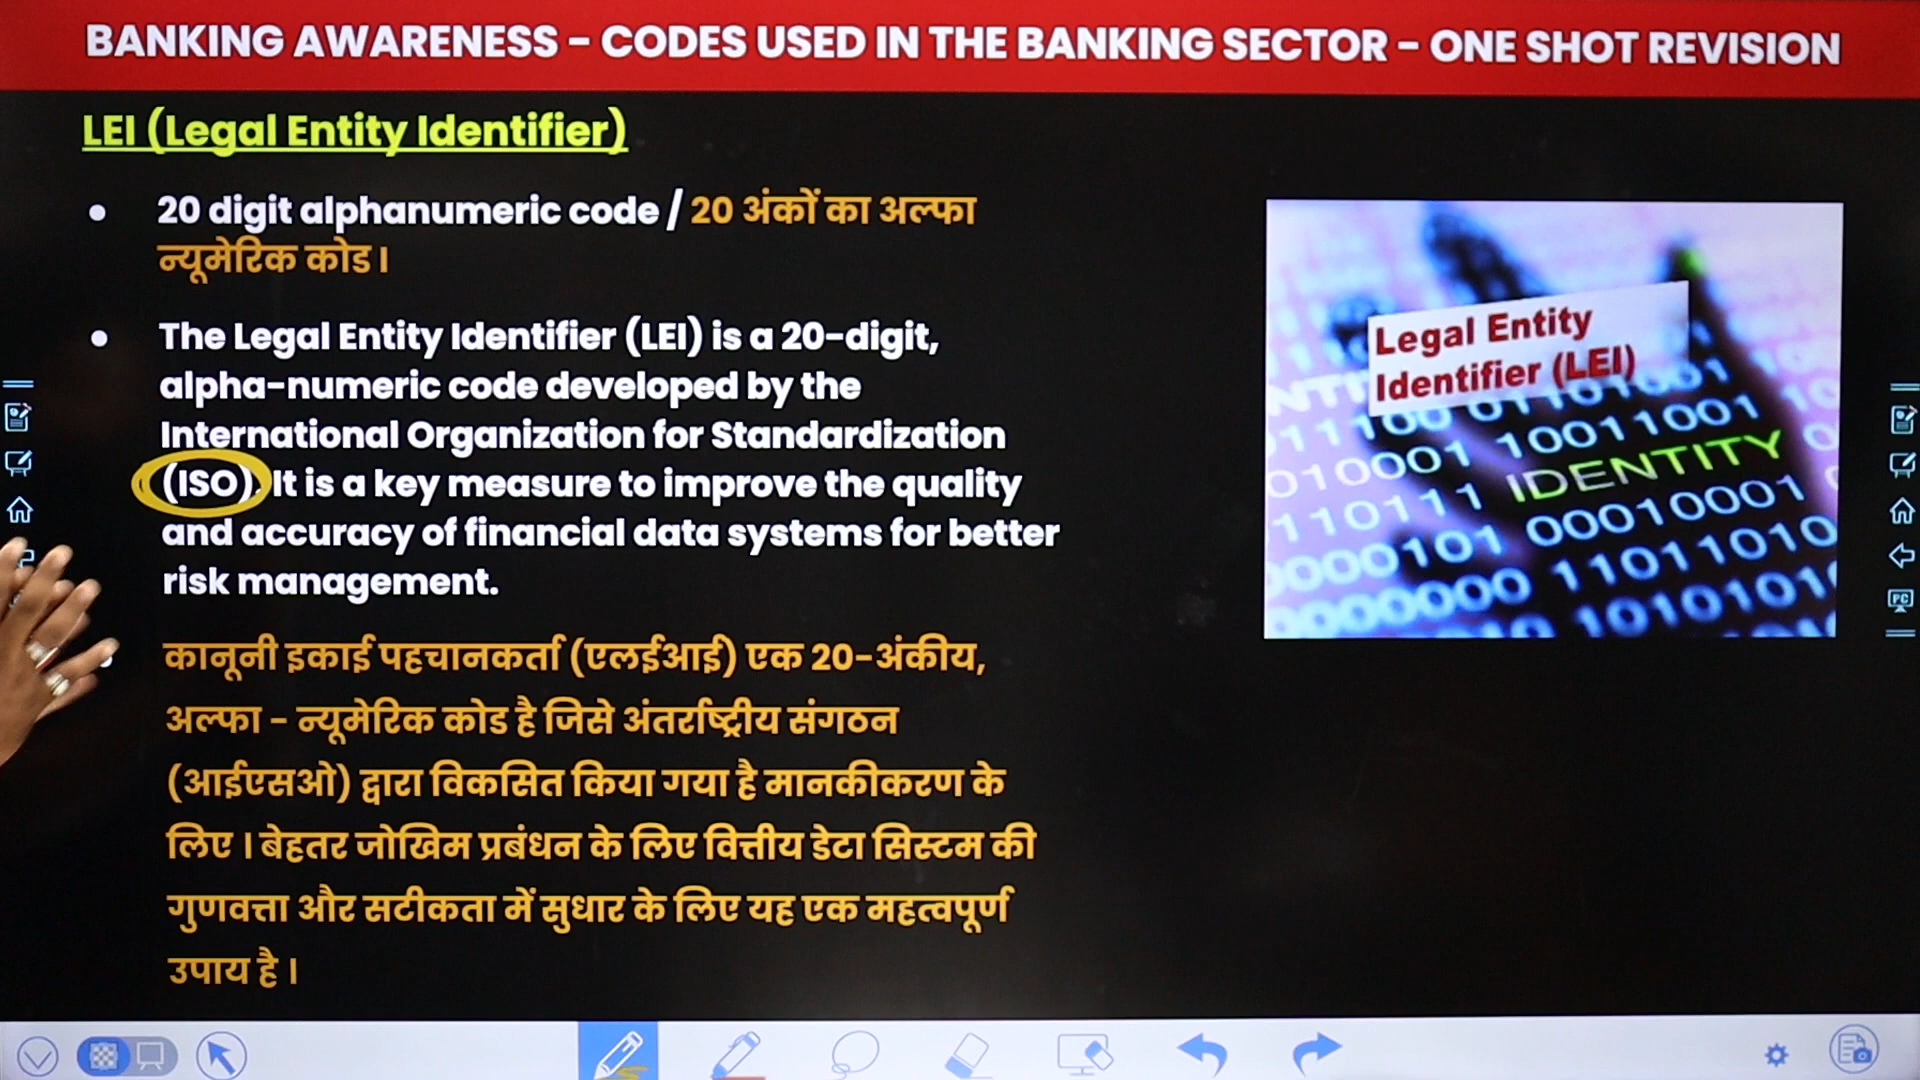 BANKING AWARENESS - CODES USED IN THE BANKING SECTOR - ONE SHOT REVISION
LEI (Legal Entity Identifier)
• 20 digit alphanumeric code / 20 अंकों का अल्फा
न्यूमेरिक कोड।
• The Legal Entity Identifier (LEI) is a 20-digit,
alpha-numeric code developed by the
International Organization for Standardization
(ISO). It is a key measure to improve the quality
and accuracy of financial data systems for better
risk management.
कानूनी इकाई पहचानकर्ता (एलईआई) एक 20-अंकीय,
अल्फा - न्यूमेरिक कोड है जिसे अंतर्राष्ट्रीय संगठन
(आईएसओ) द्वारा विकसित किया गया है मानकीकरण के
लिए। बेहतर जोखिम प्रबंधन के लिए वित्तीय डेटा सिस्टम की
गुणवत्ता और सटीकता में सुधार के लिए यह एक महत्वपूर्ण
उपाय है।
Legal Entity
Identifier (LEI)
10011001
IDENTITY
110111
00010001
PC